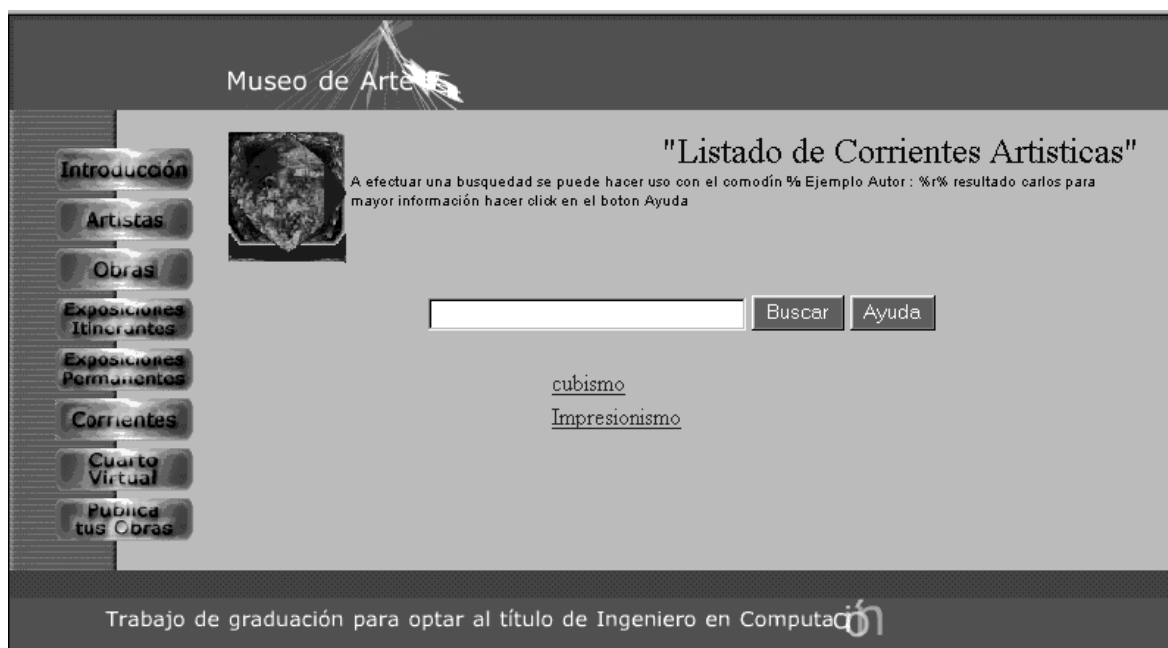 Museo de Arte
"Listado de Corrientes Artisticas"
A efectuar una busquedad se puede hacer uso con el comodín % Ejemplo Autor : %r% resultado carlos para
mayor información hacer click en el boton Ayuda
Introducción
Artistas
Obras
Exposiciones
Itinerantes
Exposiciones
Permanentes
Corrientes
Cuarto
Virtual
Publica
tus Obras
Buscar
Ayuda
cubismo
Impresionismo
Trabajo de graduación para optar al título de Ingeniero en Computación